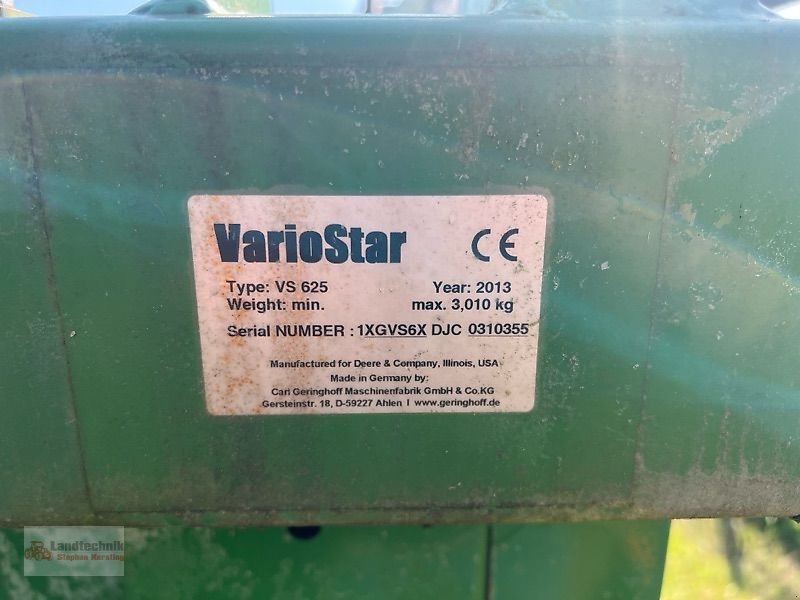 VarioStar CE
Type: VS 625 Year: 2013
Weight: min. max. 3,010 kg
Serial NUMBER : 1XGVS6X DJC 0310355
Manufactured for Deere & Company, Illinois, USA
Made in Germany by:
Carl Geringhoff Maschinenfabrik GmbH & Co.KG
Gersteinstr. 18, D-59227 Ahlen I www.geringhoff.de
Landtechnik
Stephan Kersting